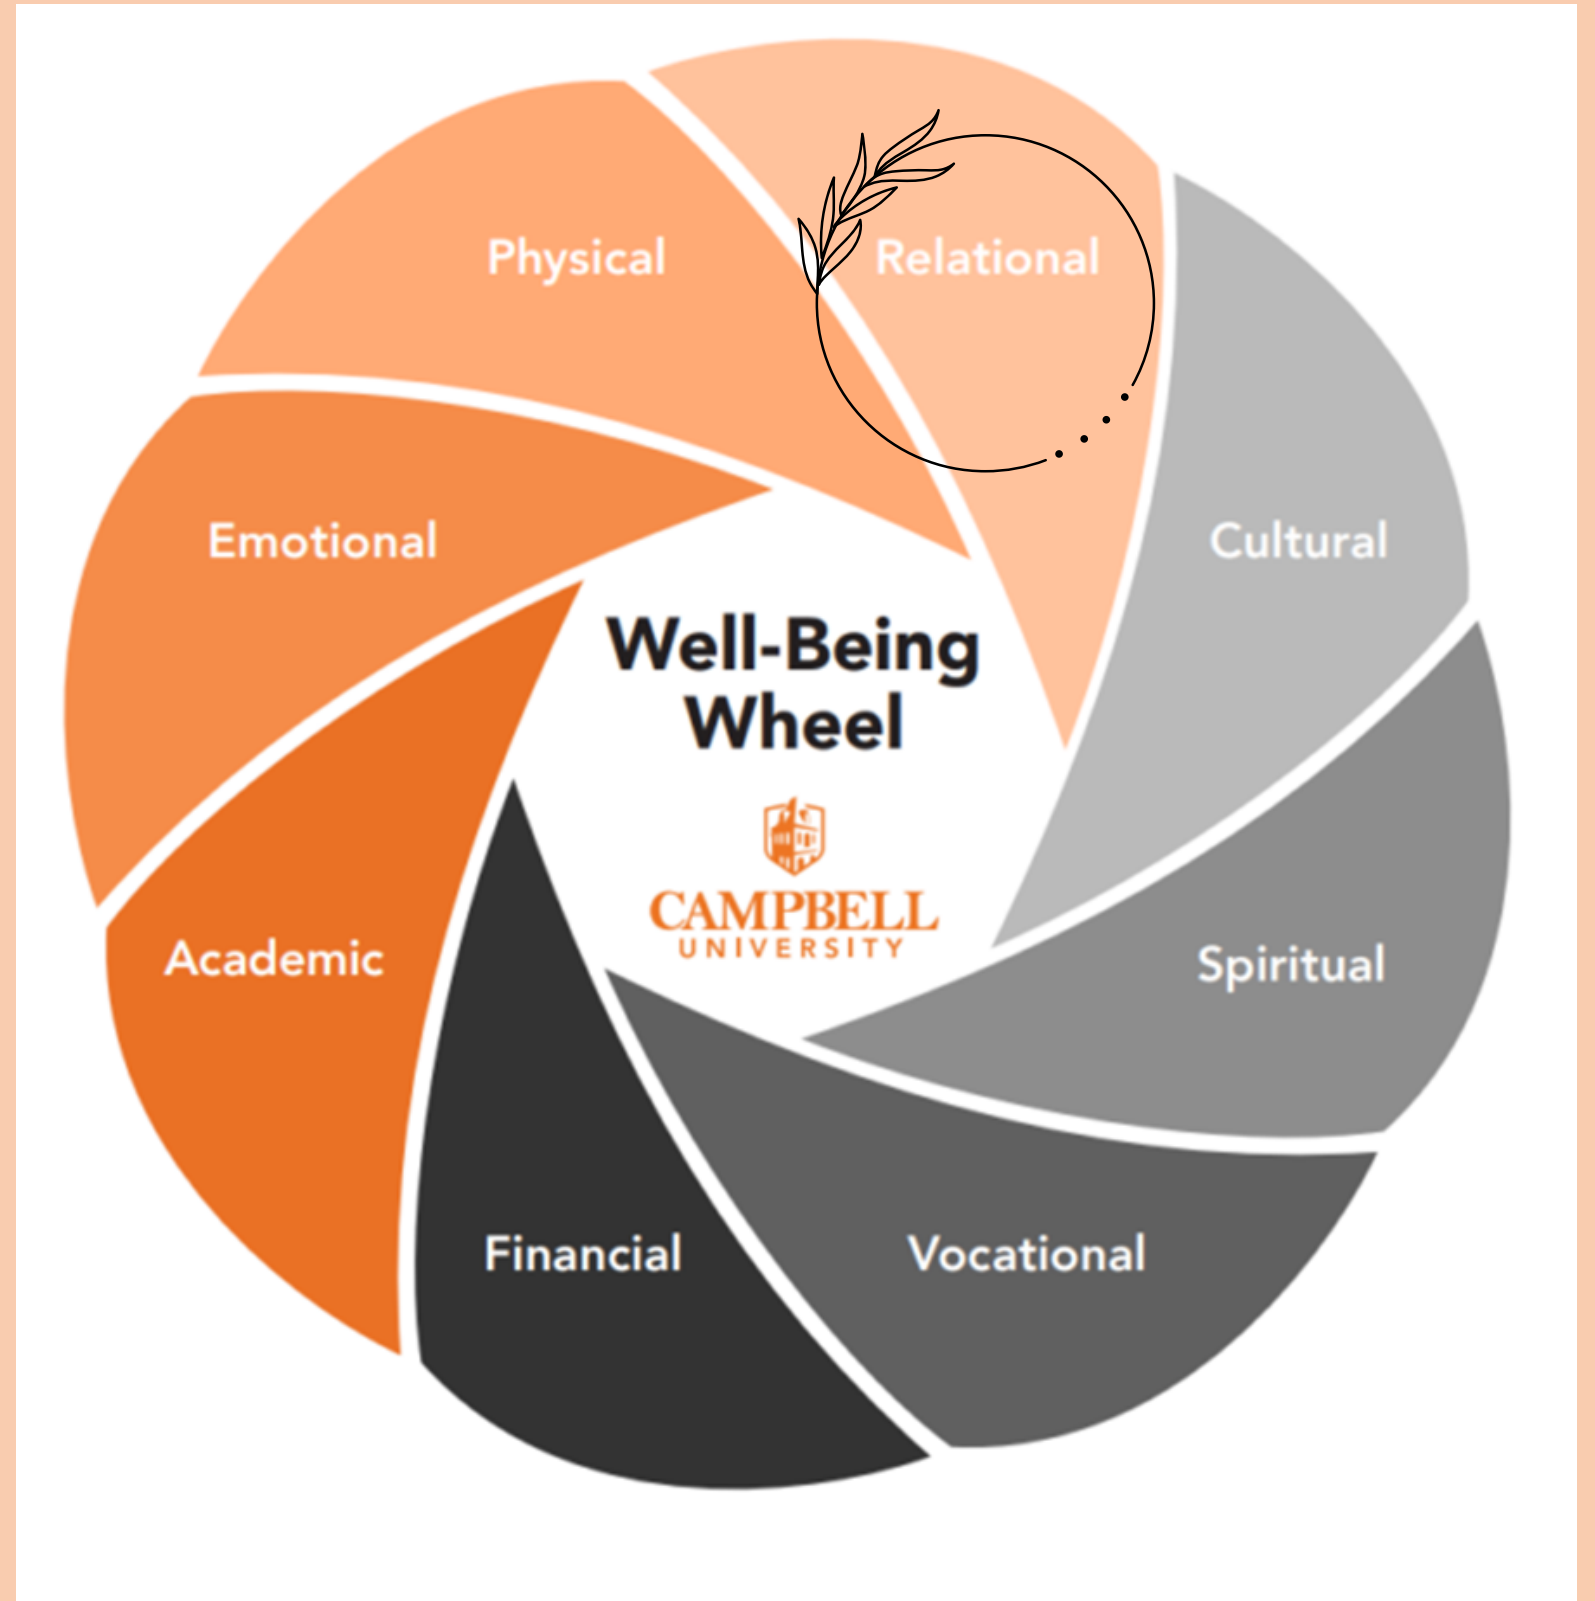 Physical
Relational
Emotional
Cultural
Well-Being
Wheel
CAMPBELL
UNIVERSITY
Academic
Spiritual
Financial
Vocational